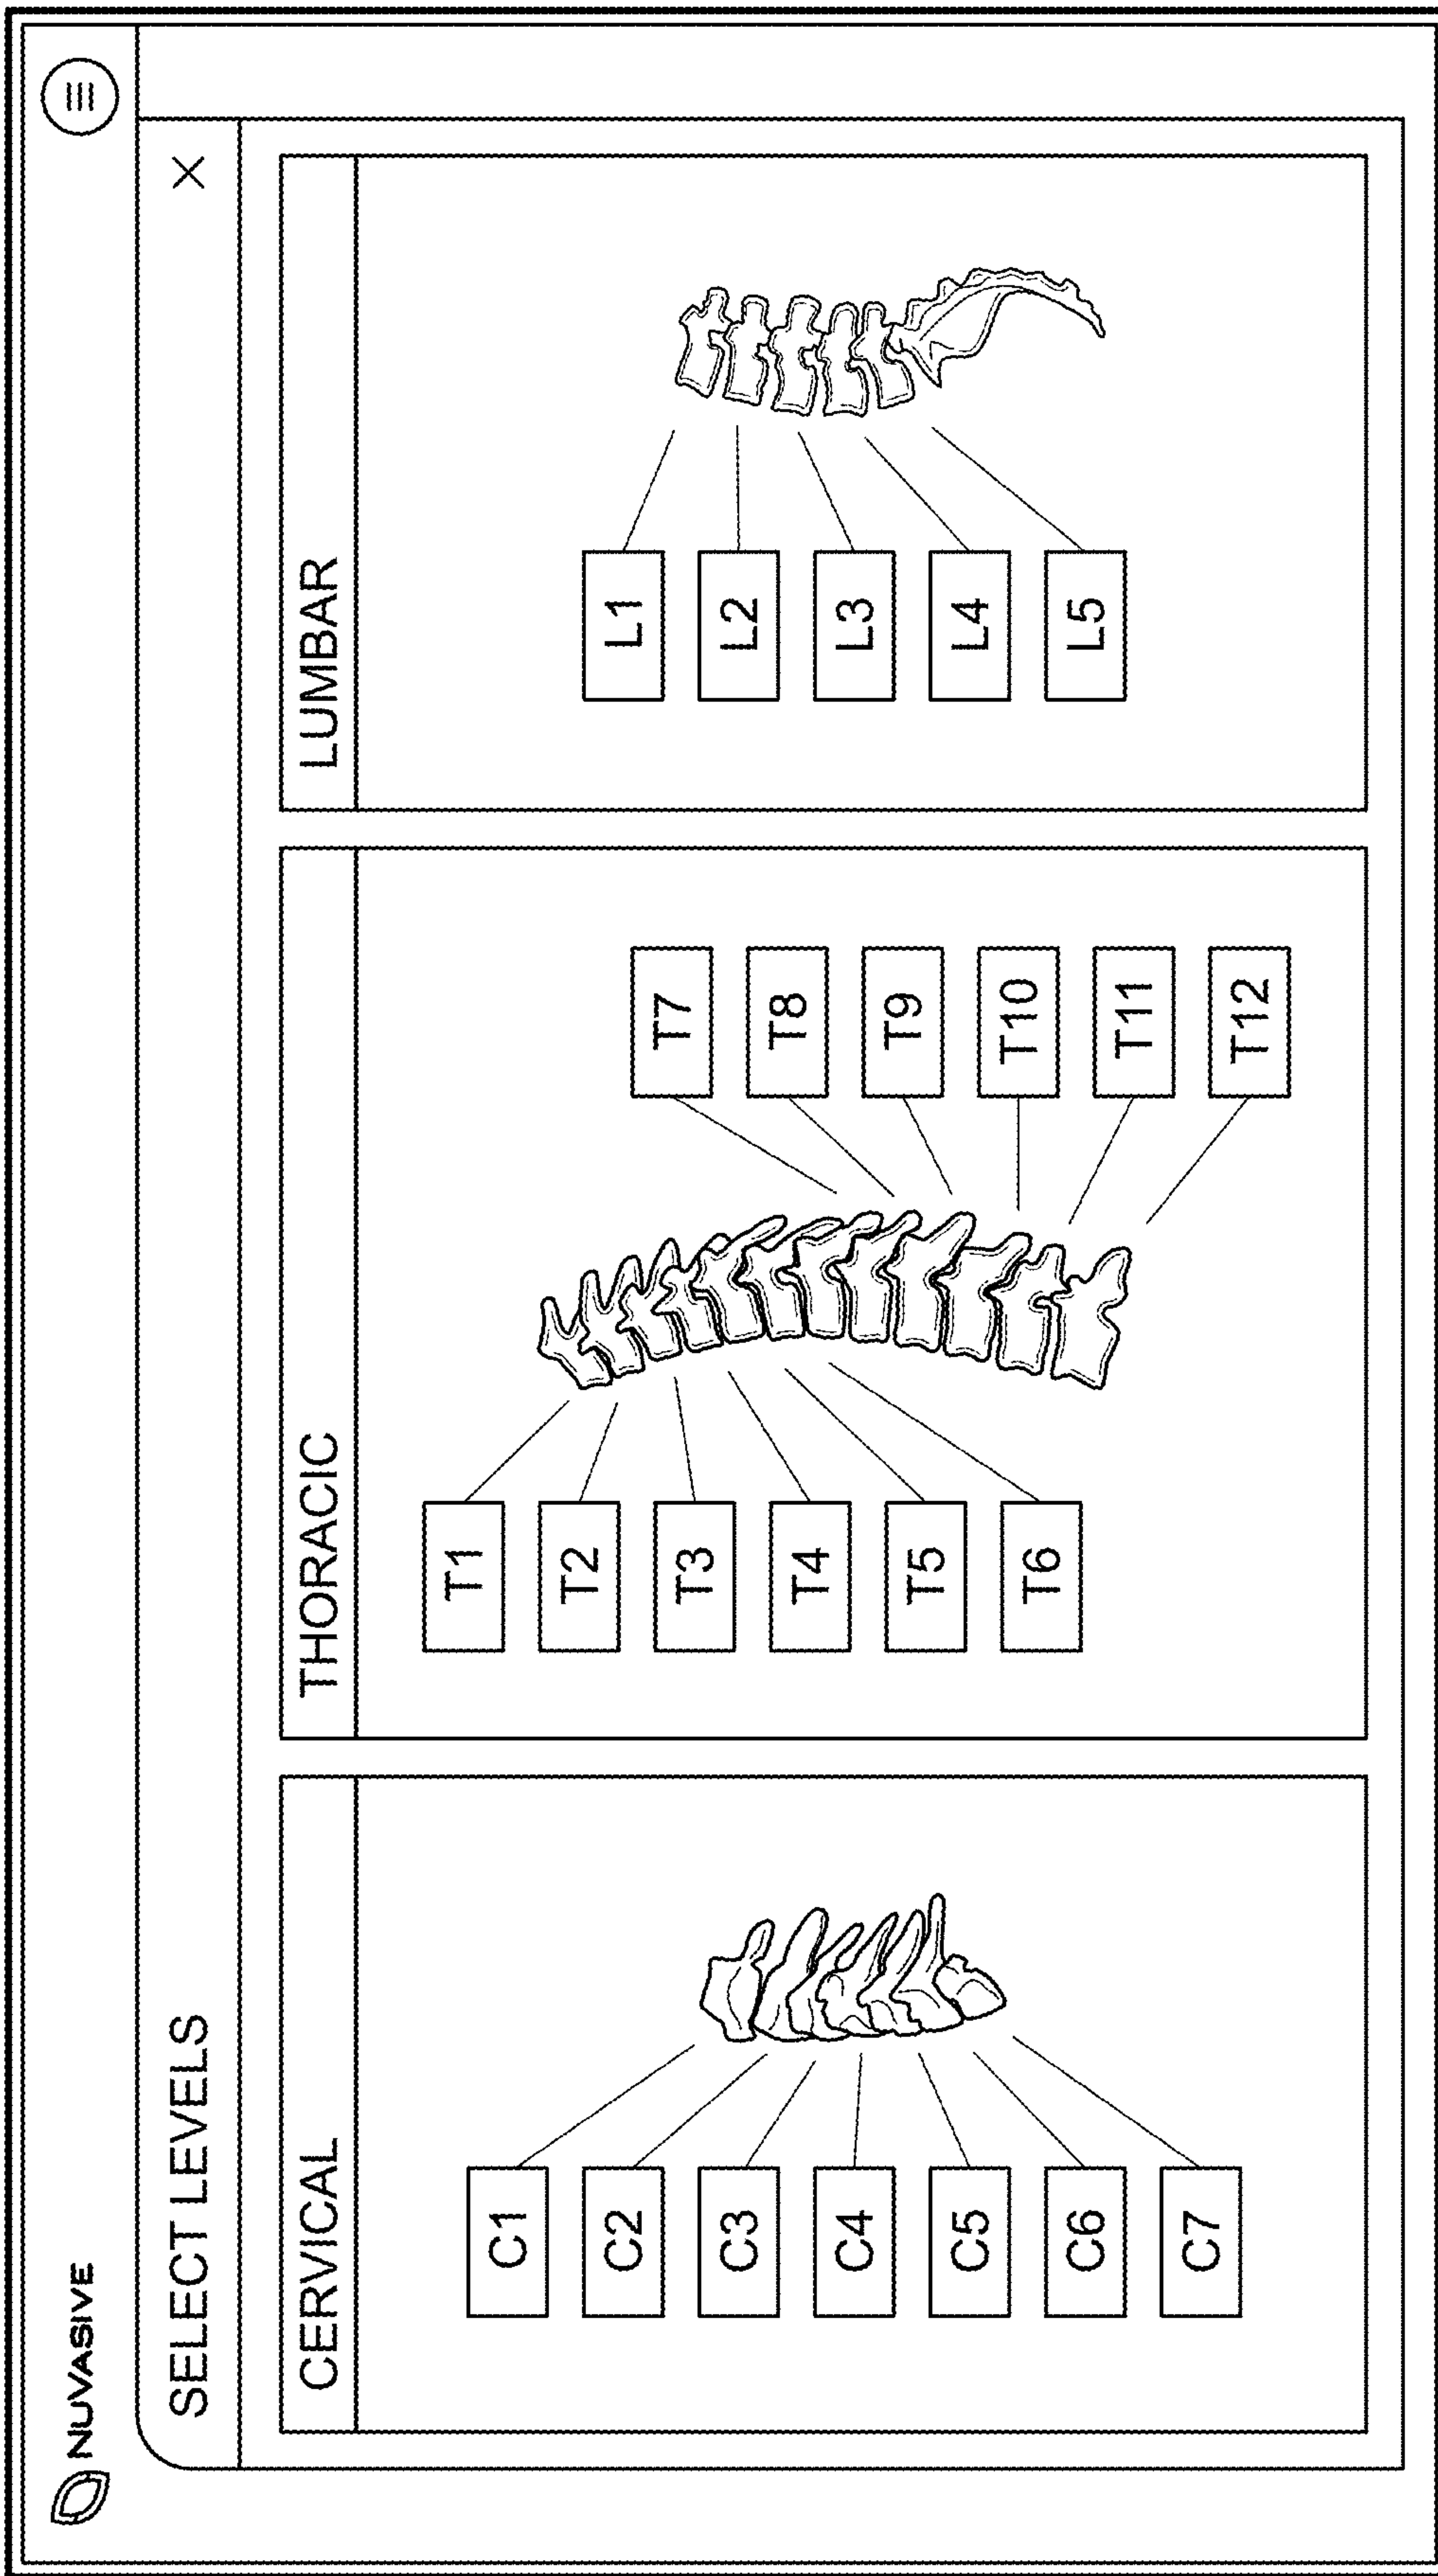 NUVASIVE
SELECT LEVELS
CERVICAL
C1
C2
C3
C4
C5
C6
C7
THORACIC
T1
T2
T3
T4
T5
T6
T7
T8
T9
T10
T11
T12
LUMBAR
L1
L2
L3
L4
L5